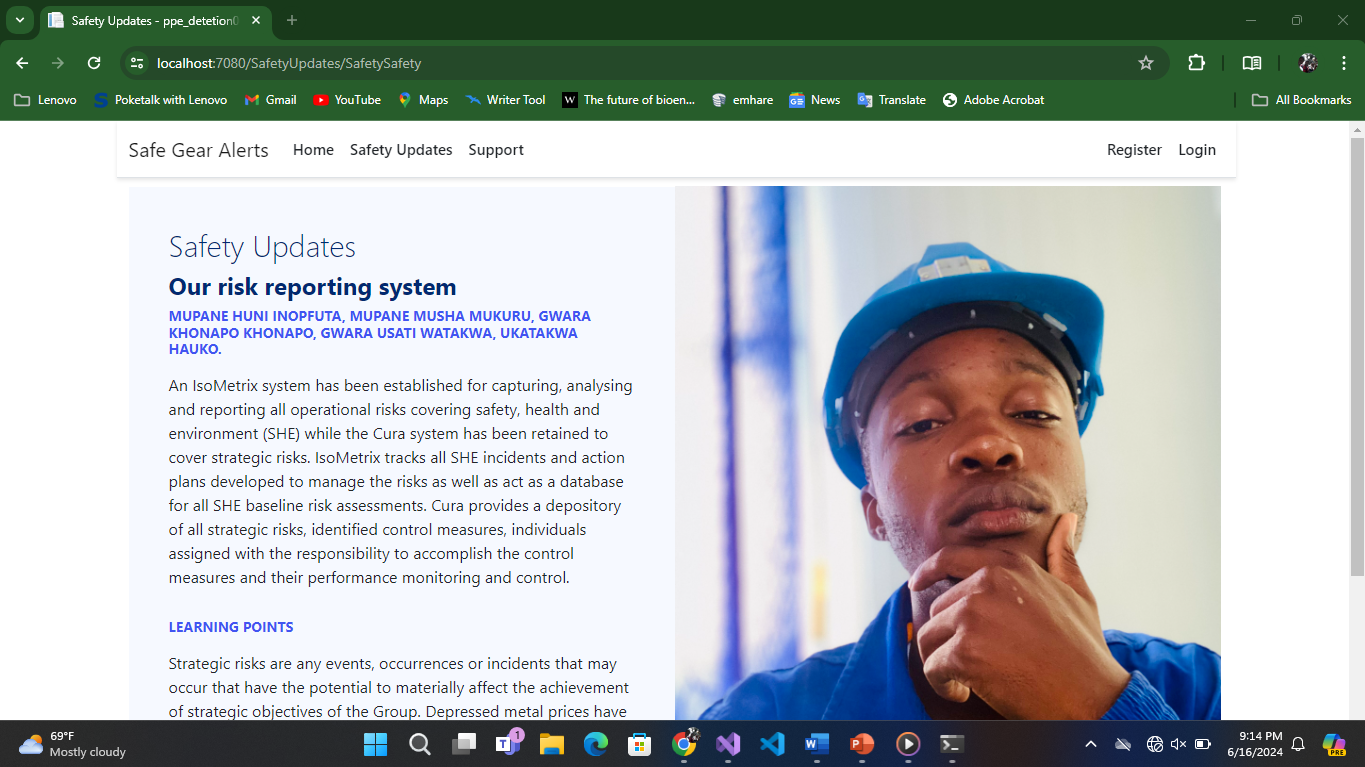 Safety Updates - ppe_detetion0
localhost:7080/SafetyUpdates/SafetySafety
Lenovo
Poketalk with Lenovo
Gmail
YouTube
Maps
Writer Tool
W
The future of bioen...
emhare
News
Translate
Adobe Acrobat
All Bookmarks
Safe Gear Alerts
Home
Safety Updates
Support
Register
Login
Safety Updates
Our risk reporting system
MUPANE HUNI INOPFUTA, MUPANE MUSHA MUKURU, GWARA
KHONAPO KHONAPO, GWARA USATI WATAKWA, UKATAKWA
HAUKO.
An IsoMetrix system has been established for capturing, analysing
and reporting all operational risks covering safety, health and
environment (SHE) while the Cura system has been retained to
cover strategic risks. IsoMetrix tracks all SHE incidents and action
plans developed to manage the risks as well as act as a database
for all SHE baseline risk assessments. Cura provides a depository
of all strategic risks, identified control measures, individuals
assigned with the responsibility to accomplish the control
measures and their performance monitoring and control.
LEARNING POINTS
Strategic risks are any events, occurrences or incidents that may
occur that have the potential to materially affect the achievement
of strategic objectives of the Group. Depressed metal prices have
69°F
Mostly cloudy
1
9:14 PM
6/16/2024
PRE